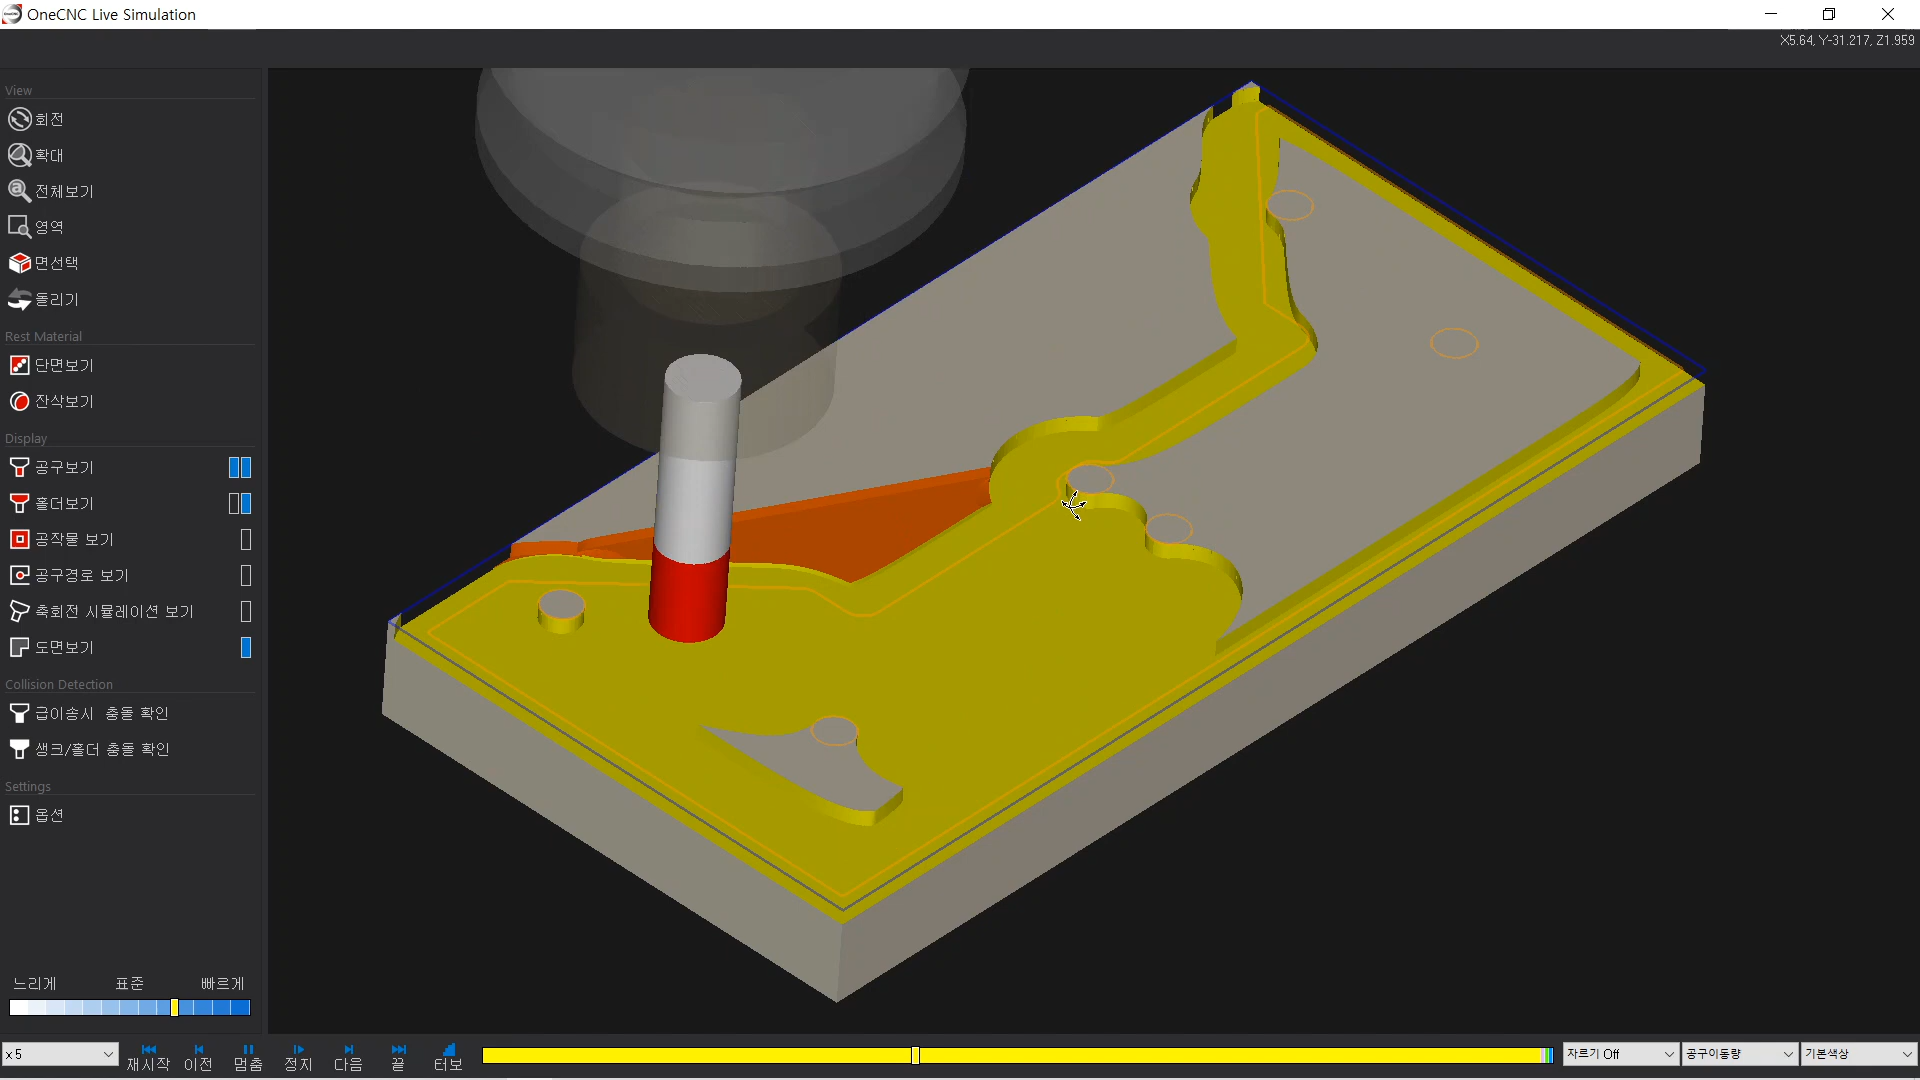 OneCNC Live Simulation
X5.64, Y-31.217, Z1.959
View
회전
확대
전체보기
영역
면선택
돌리기
Rest Material
단면보기
잔삭보기
Display
공구보기
홀더보기
공작물 보기
공구경로 보기
축회전 시뮬레이션 보기
도면보기
Collision Detection
급이송시 충돌 확인
생크/홀더 충돌 확인
Settings
옵션
느리게 표준 빠르게
x 5
재시작 이전 멈춤 정지 다음 끝 터보
자르기 Off
공구이동량
기본색상